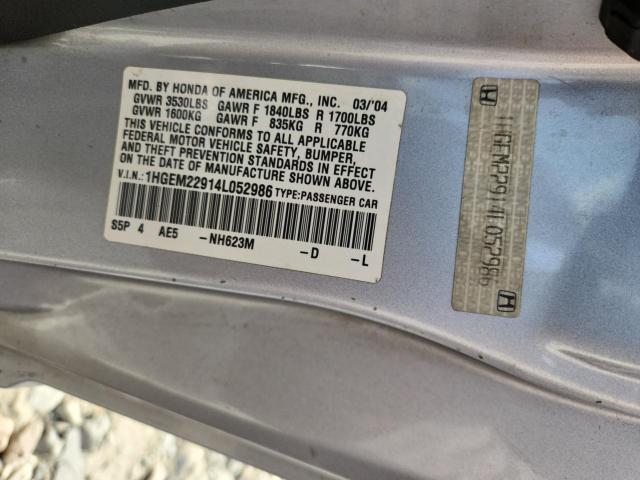 MFD. BY HONDA OF AMERICA MFG., INC. 03/'04
GVWR 3530LBS GAWR F 1840LBS R 1700LBS
GVWR 1600KG GAWR F 835KG R 770KG
THIS VEHICLE CONFORMS TO ALL APPLICABLE
FEDERAL MOTOR VEHICLE SAFETY, BUMPER,
AND THEFT PREVENTION STANDARDS IN EFFECT
ON THE DATE OF MANUFACTURE SHOWN ABOVE.
V.I.N.: 1HGEM22914L052986 TYPE:PASSENGER CAR
S5P 4 AE5 -NH623M -D -L
1HGEM22914L052986